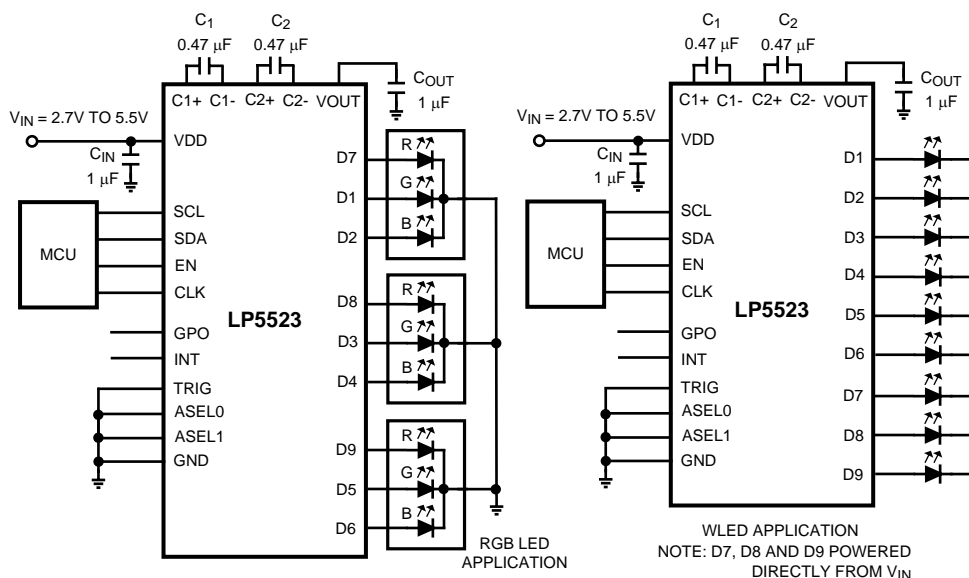 C1
0.47 µF
C2
0.47 µF
COUT
1 µF
C1+ C1- C2+ C2- VOUT
VIN = 2.7V TO 5.5V
VDD
CIN
1 µF
MCU
SCL
SDA
EN
CLK
LP5523
GPO
INT
TRIG
ASEL0
ASEL1
GND
D7
R
D1
G
D2
B
D8
R
D3
G
D4
B
D9
R
D5
G
D6
B
RGB LED
APPLICATION
C1
0.47 µF
C2
0.47 µF
COUT
1 µF
C1+ C1- C2+ C2- VOUT
VIN = 2.7V TO 5.5V
VDD
CIN
1 µF
MCU
SCL
SDA
EN
CLK
LP5523
GPO
INT
TRIG
ASEL0
ASEL1
GND
D1
D2
D3
D4
D5
D6
D7
D8
D9
WLED APPLICATION
NOTE: D7, D8 AND D9 POWERED
DIRECTLY FROM VIN